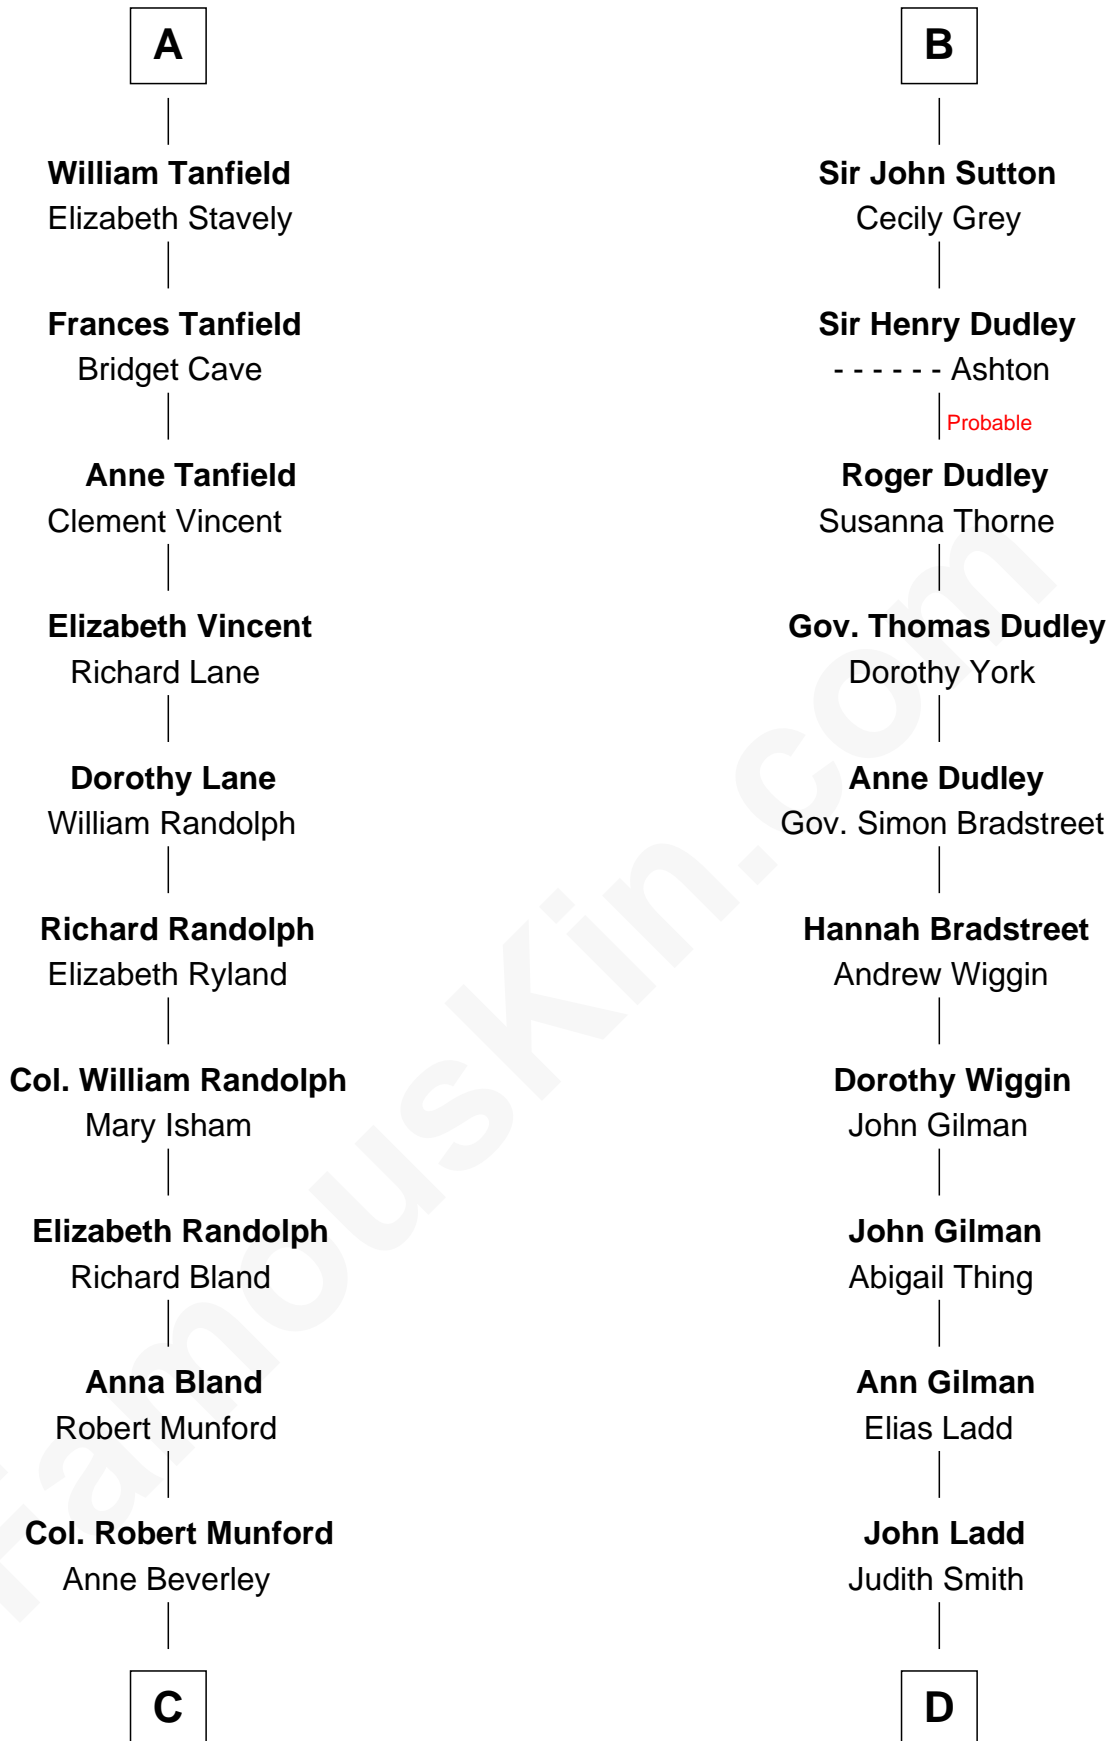 A
William Tanfield
Elizabeth Stavely
Frances Tanfield
Bridget Cave
Anne Tanfield
Clement Vincent
Elizabeth Vincent
Richard Lane
Dorothy Lane
William Randolph
Richard Randolph
Elizabeth Ryland
Col. William Randolph
Mary Isham
Elizabeth Randolph
Richard Bland
Anna Bland
Robert Munford
Col. Robert Munford
Anne Beverley
C
B
Sir John Sutton
Cecily Grey
Sir Henry Dudley
- - - - - - Ashton
Probable
Roger Dudley
Susanna Thorne
Gov. Thomas Dudley
Dorothy York
Anne Dudley
Gov. Simon Bradstreet
Hannah Bradstreet
Andrew Wiggin
Dorothy Wiggin
John Gilman
John Gilman
Abigail Thing
Ann Gilman
Elias Ladd
John Ladd
Judith Smith
D
FamousKin.com